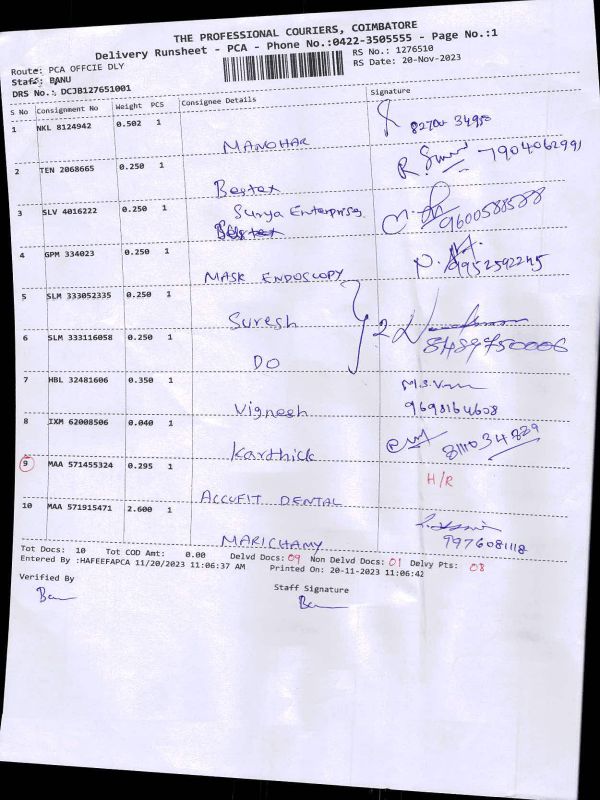 THE PROFESSIONAL COURIERS, COIMBATORE
Delivery Runsheet - PCA - Phone No.:0422-3505555 - Page No.:1
Route: PCA OFFCIE DLY
RS No.: 1276510
Staff: BANU
RS Date: 20-Nov-2023
DRS No.: DCJB127651001
S No Consignment No Weight PCS Consignee Details Signature
1 NKL 8124942 0.502 1 MANOHAR
2 TEN 2068665 0.250 1 Bestex 7904062991
3 SLV 4016222 0.250 1 Surya Enterprises 9600588588
4 GPM 334023 0.250 1 MASK ENDOSCOPY 9952592245
5 SLM 333052335 0.250 1 Suresh
6 SLM 333116058 0.250 1 DO 8489750006
7 HBL 32481606 0.350 1 Vignesh 9698164608
8 IXM 62008506 0.040 1 Karthick 8110034889
9 MAA 571455324 0.295 1 ACCUFIT DENTAL H/R
10 MAA 571915471 2.600 1 MARICHAMY 9976081118
Tot Docs: 10 Tot COD Amt: 0.00 Delvd Docs: 09 Non Delvd Docs: 01 Delvy Pts: 08
Entered By :HAFEEFAPCA 11/20/2023 11:06:37 AM Printed On: 20-11-2023 11:06:42
Verified By
Staff Signature